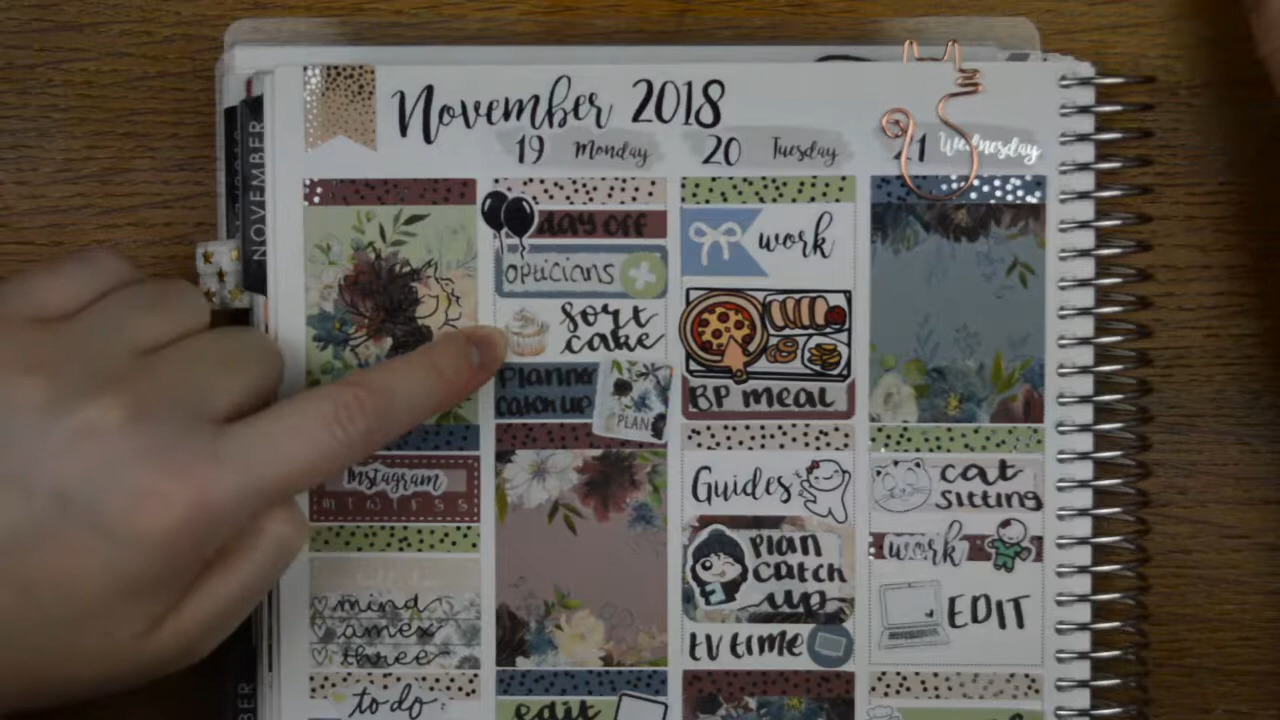 November 2018
19 Monday
20 Tuesday
21 Wednesday
NOVEMBER
day off
opticians
sort
cake
planner
catch up
PLAN
work
BP meal
Instagram
M T W T F S S
mind
amex
three
to do:
edit
Guides
plan
catch
up
tv time
cat
sitting
work
EDIT